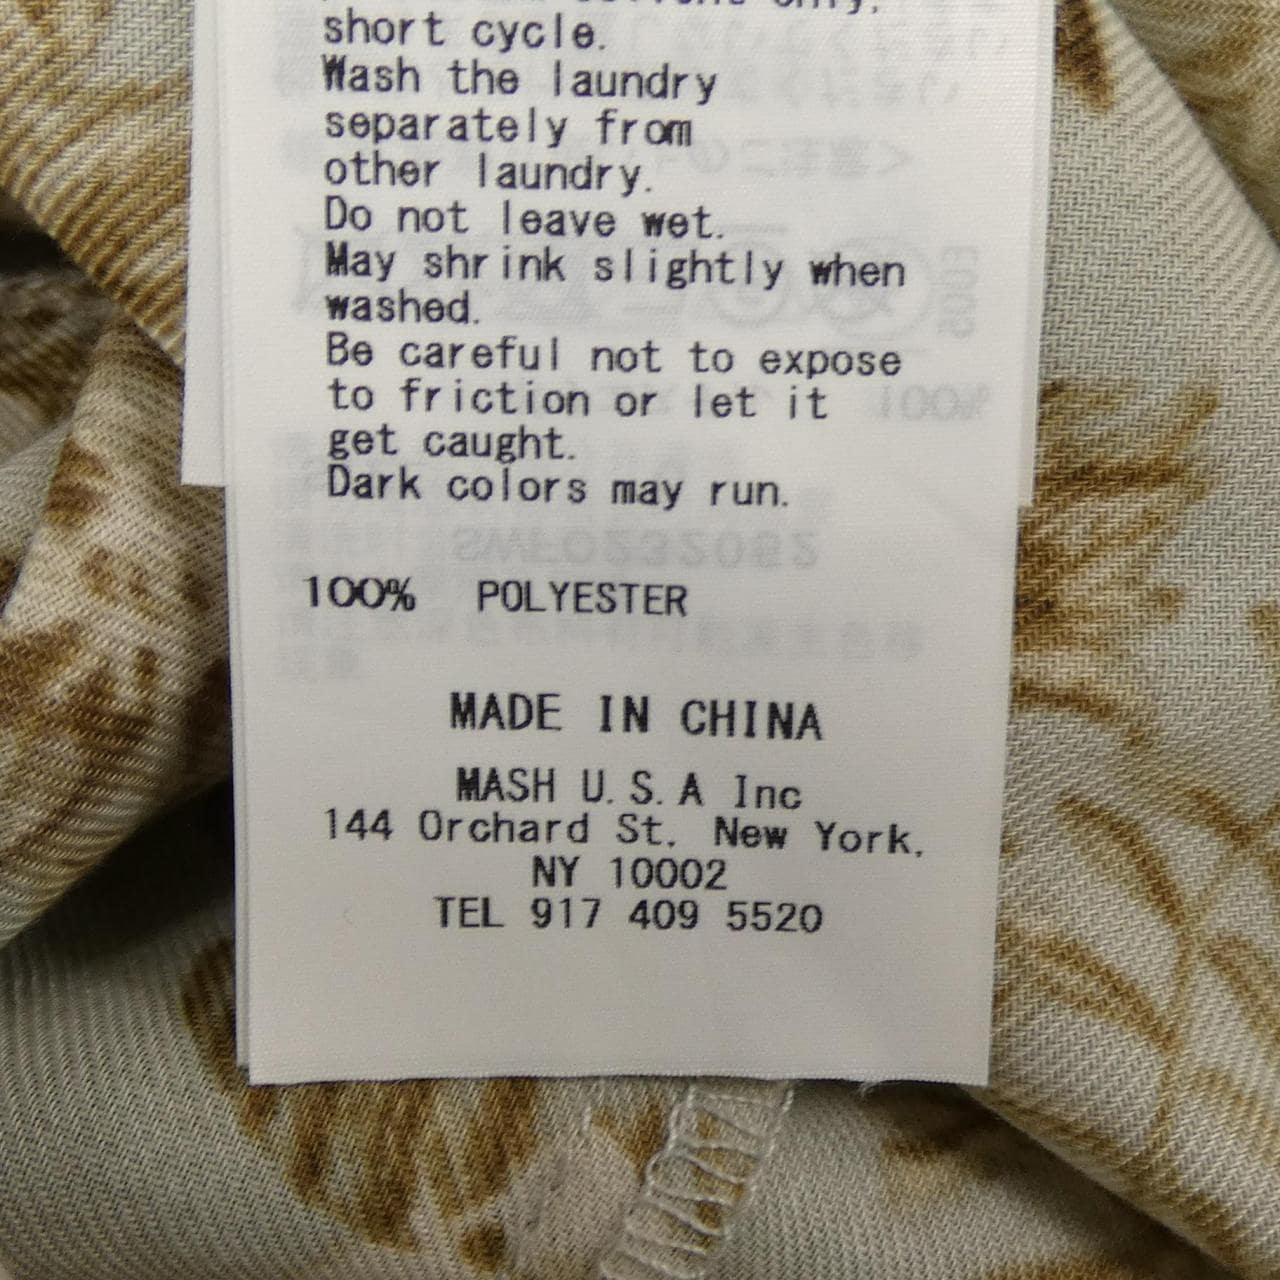 short cycle.
Wash the laundry
separately from
other laundry.
Do not leave wet.
May shrink slightly when
washed.
Be careful not to expose
to friction or let it
get caught.
Dark colors may run.
100% POLYESTER
MADE IN CHINA
MASH U.S.A Inc
144 Orchard St. New York,
NY 10002
TEL 917 409 5520